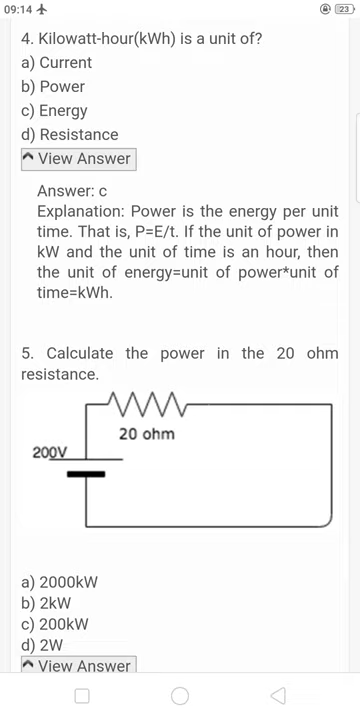 09:14
23
4. Kilowatt-hour(kWh) is a unit of?
a) Current
b) Power
c) Energy
d) Resistance
View Answer
Answer: c
Explanation: Power is the energy per unit
time. That is, P=E/t. If the unit of power in
kW and the unit of time is an hour, then
the unit of energy=unit of power*unit of
time=kWh.
5. Calculate the power in the 20 ohm
resistance.
20 ohm
200V
a) 2000kW
b) 2kW
c) 200kW
d) 2W
View Answer